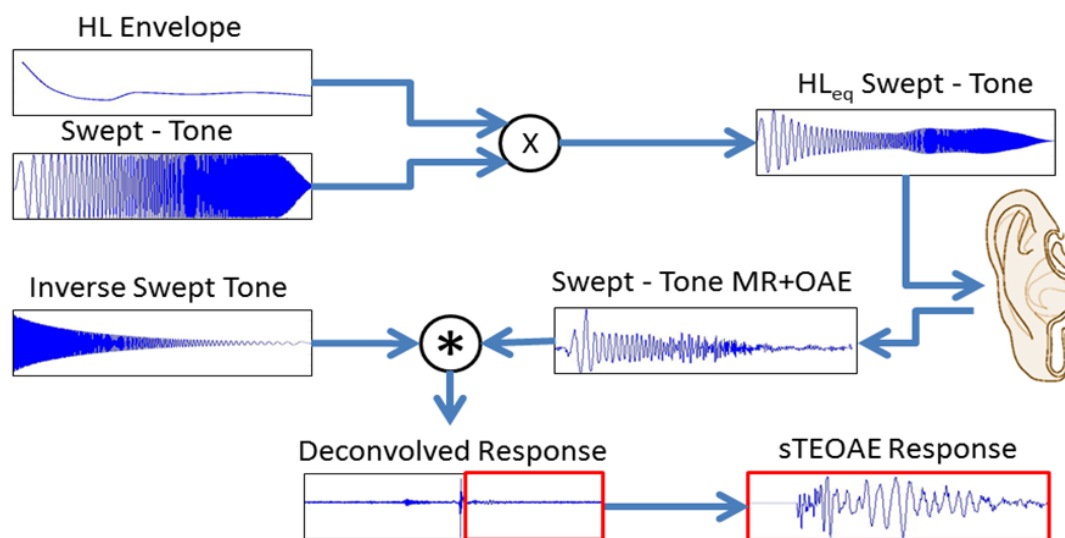 HL Envelope
Swept - Tone
X
HLeq Swept - Tone
Inverse Swept Tone
*
Swept - Tone MR+OAE
Deconvolved Response
sTEOAE Response